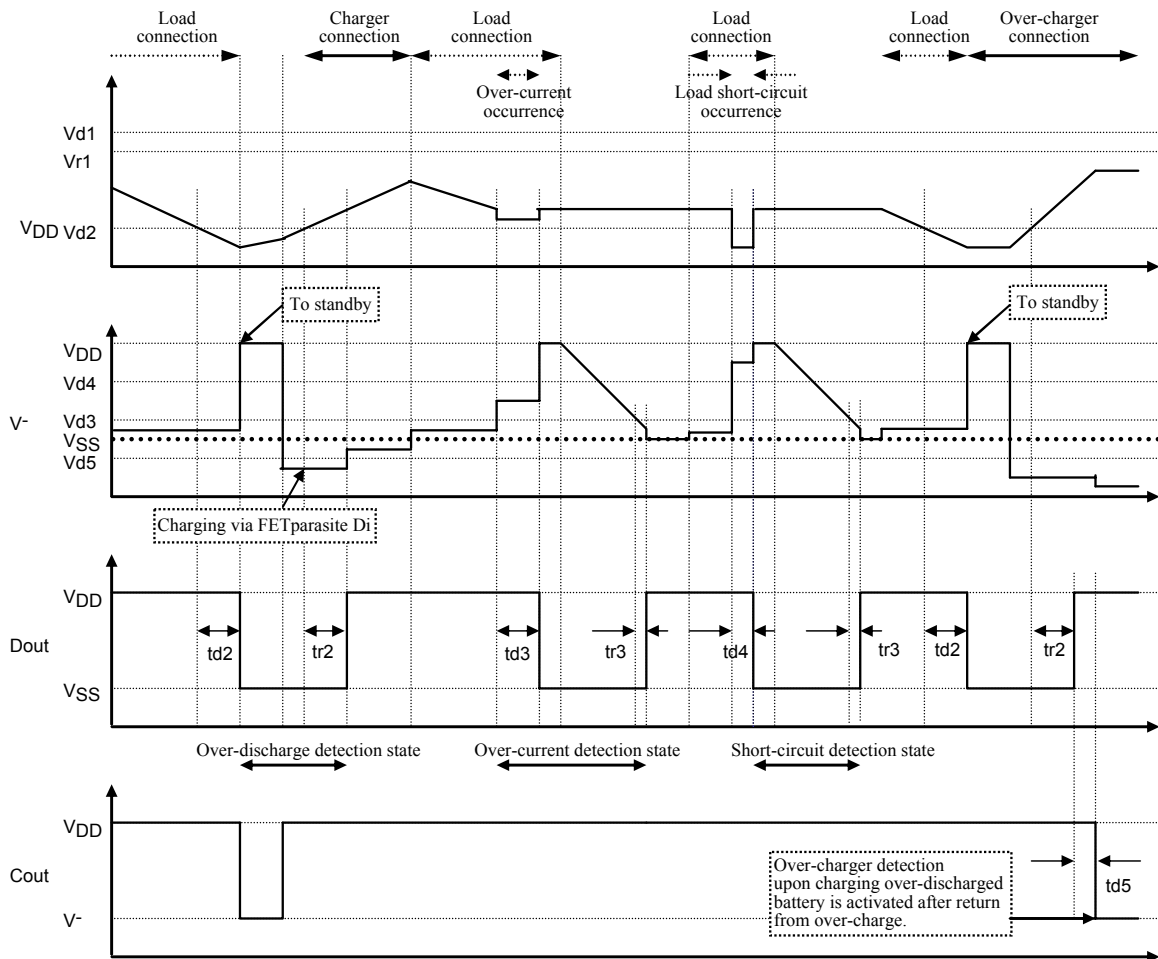 Load
connection
Charger
connection
Load
connection
Load
connection
Load
connection
Over-charger
connection
Over-current
occurrence
Load short-circuit
occurrence
Vd1
Vr1
VDD Vd2
To standby
To standby
VDD
Vd4
Vd3
V-
VSS
Vd5
Charging via FETparasite Di
VDD
Dout
td2
tr2
td3
tr3
td4
tr3
td2
tr2
VSS
Over-discharge detection state
Over-current detection state
Short-circuit detection state
VDD
Cout
Over-charger detection
upon charging over-discharged
battery is activated after return
from over-charge.
td5
V-